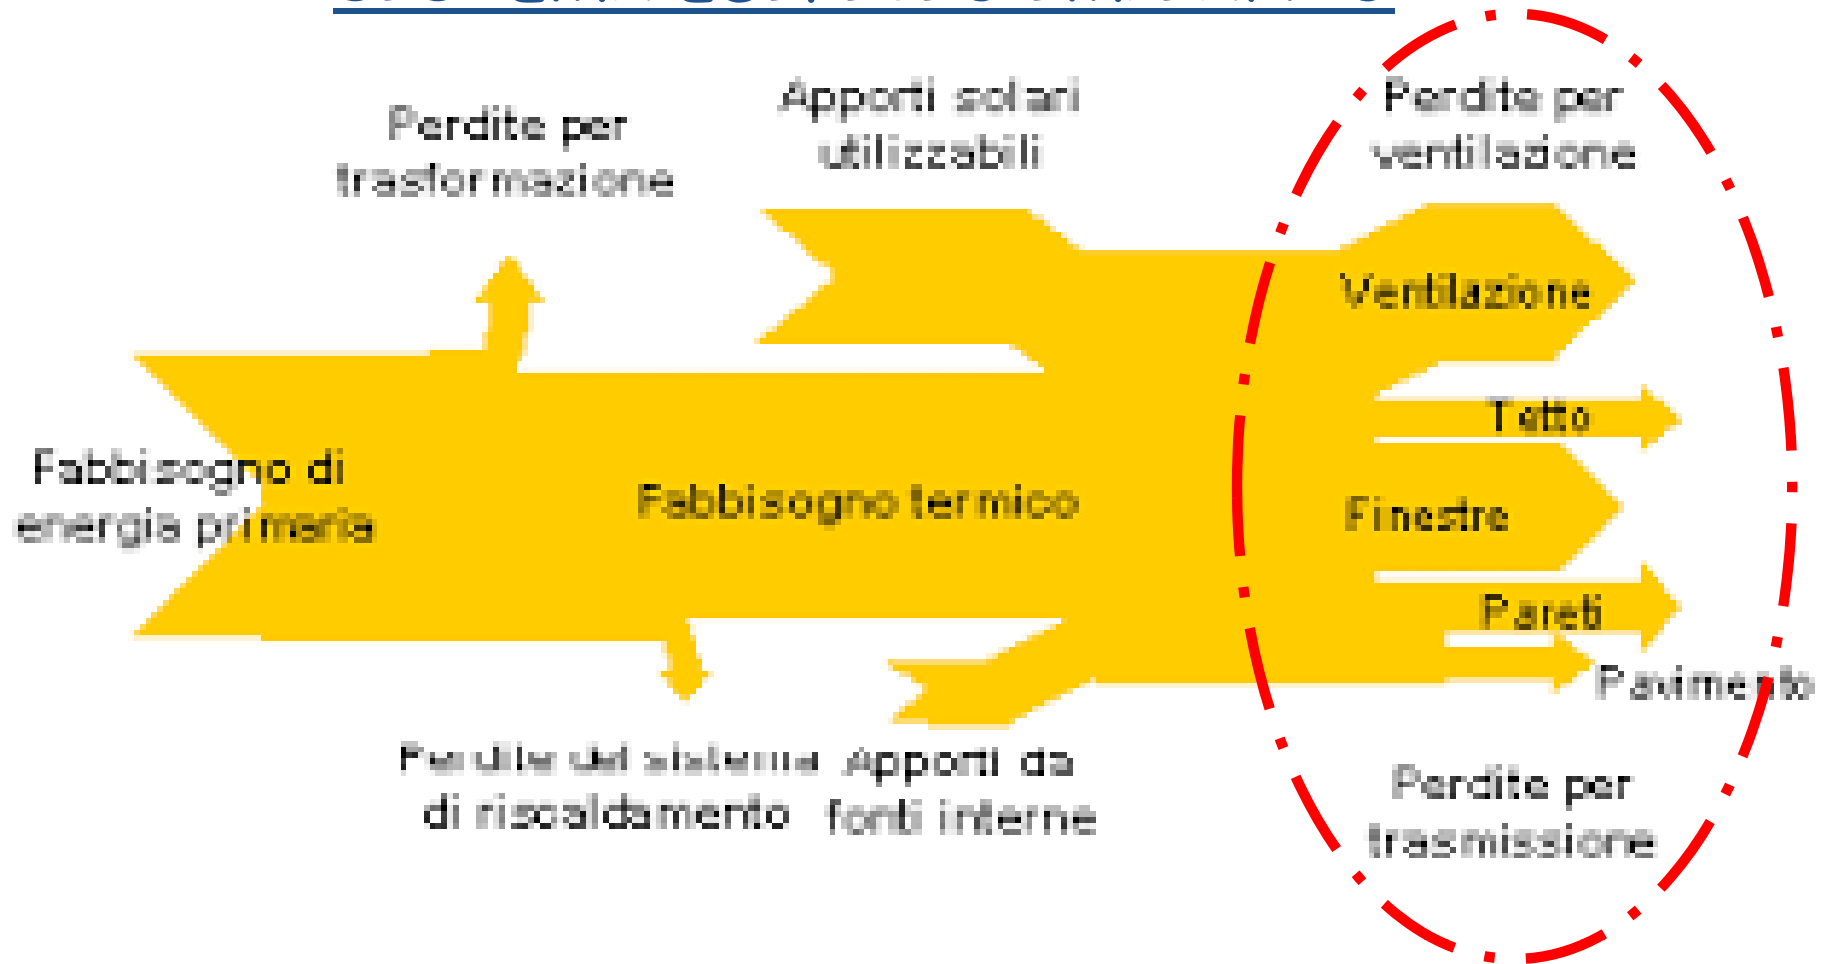 Perdite per
trasformazione
Apporti solari
utilizzabili
Perdite per
ventilazione
Ventilazione
Tetto
Fabbisogno di
energia primaria
Fabbisogno termico
Finestre
Pareti
Pavimento
Perdite del sistema
di riscaldamento
Apporti da
fonti interne
Perdite per
trasmissione